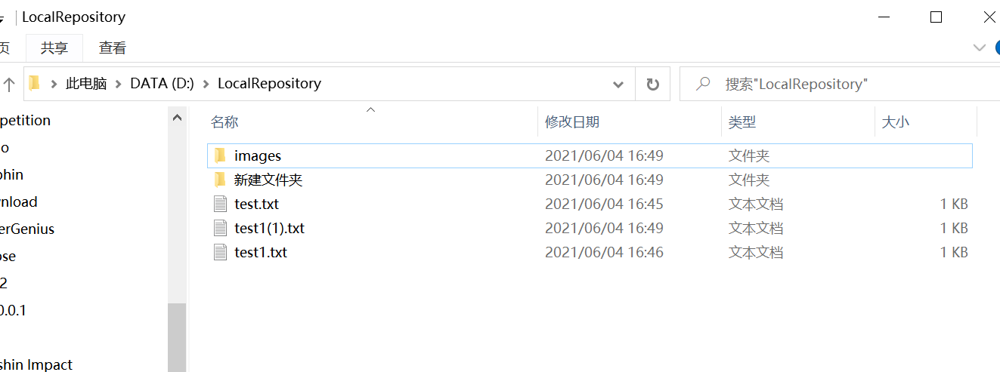 LocalRepository
页 共享 查看
此电脑 DATA (D:) LocalRepository 搜索"LocalRepository"
名称 修改日期 类型 大小
images 2021/06/04 16:49 文件夹
新建文件夹 2021/06/04 16:49 文件夹
test.txt 2021/06/04 16:45 文本文档 1 KB
test1(1).txt 2021/06/04 16:49 文本文档 1 KB
test1.txt 2021/06/04 16:46 文本文档 1 KB
petition
o
phin
nload
erGenius
ose
2
0.0.1
shin Impact